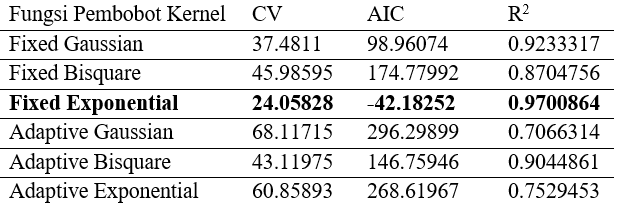 Fungsi Pembobot Kernel CV AIC R²
Fixed Gaussian 37.4811 98.96074 0.9233317
Fixed Bisquare 45.98595 174.77992 0.8704756
Fixed Exponential 24.05828 -42.18252 0.9700864
Adaptive Gaussian 68.11715 296.29899 0.7066314
Adaptive Bisquare 43.11975 146.75946 0.9044861
Adaptive Exponential 60.85893 268.61967 0.7529453